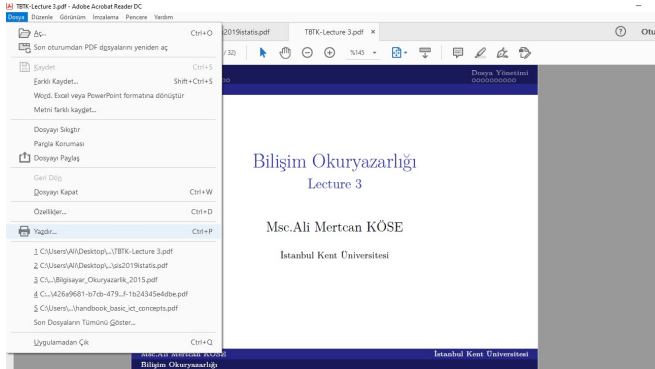 TBTK-Lecture 3.pdf - Adobe Acrobat Reader DC
Dosya Düzenle Görünüm İmzalama Pencere Yardım
Aç... Ctrl+O
Son oturumdan PDF dosyalarını yeniden aç
Kaydet Ctrl+S
Farklı Kaydet... Shift+Ctrl+S
Word, Excel veya PowerPoint formatına dönüştür
Metni farklı kaydet...
Dosyayı Sıkıştır
Parola Koruması
Dosyayı Paylaş
Geri Dön
Dosyayı Kapat Ctrl+W
Özellikler... Ctrl+D
Yazdır... Ctrl+P
1 C:\Users\Ali\Desktop\...\TBTK-Lecture 3.pdf
2 C:\Users\Ali\Desktop\...\sis2019istatis.pdf
3 C:\...\Bilgisayar_Okuryazarlik_2015.pdf
4 C:\...\426a9681-b7cb-479...f-1b24345e4dbe.pdf
5 C:\Users\...\handbook_basic_ict_concepts.pdf
Son Dosyaların Tümünü Göster...
Uygulamadan Çık Ctrl+Q
s2019istatis.pdf TBTK-Lecture 3.pdf × Otu
/ 32) %145
Dosya Yönetimi
Bilişim Okuryazarlığı
Lecture 3
Msc.Ali Mertcan KÖSE
İstanbul Kent Üniversitesi
Msc.Ali Mertcan KÖSE İstanbul Kent Üniversitesi
Bilişim Okuryazarlığı